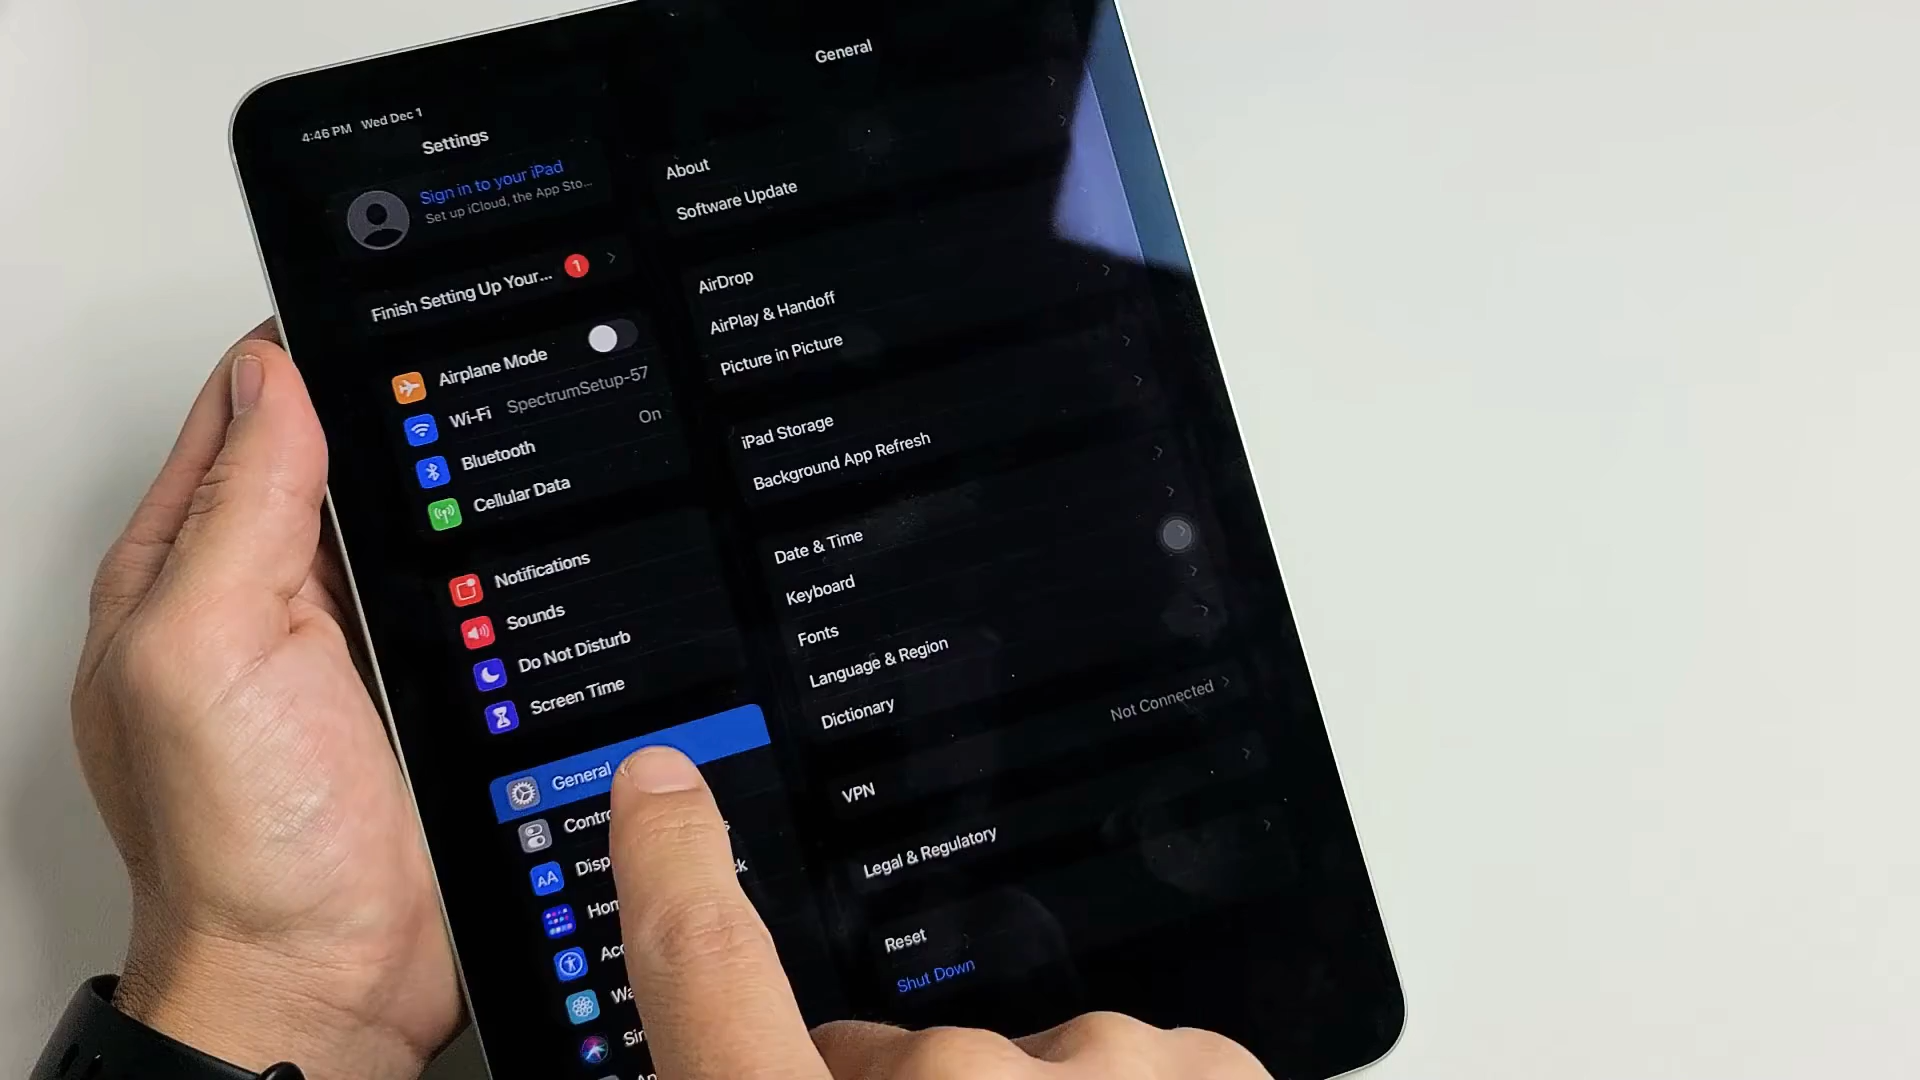 4:46 PM Wed Dec 1
Settings
Sign in to your iPad
Set up iCloud, the App Sto...
Finish Setting Up Your... 1
Airplane Mode
Wi-Fi SpectrumSetup-57
Bluetooth On
Cellular Data
Notifications
Sounds
Do Not Disturb
Screen Time
General
AA
General
About
Software Update
AirDrop
AirPlay & Handoff
Picture in Picture
iPad Storage
Background App Refresh
Date & Time
Keyboard
Fonts
Language & Region
Dictionary
VPN Not Connected
Legal & Regulatory
Reset
Shut Down